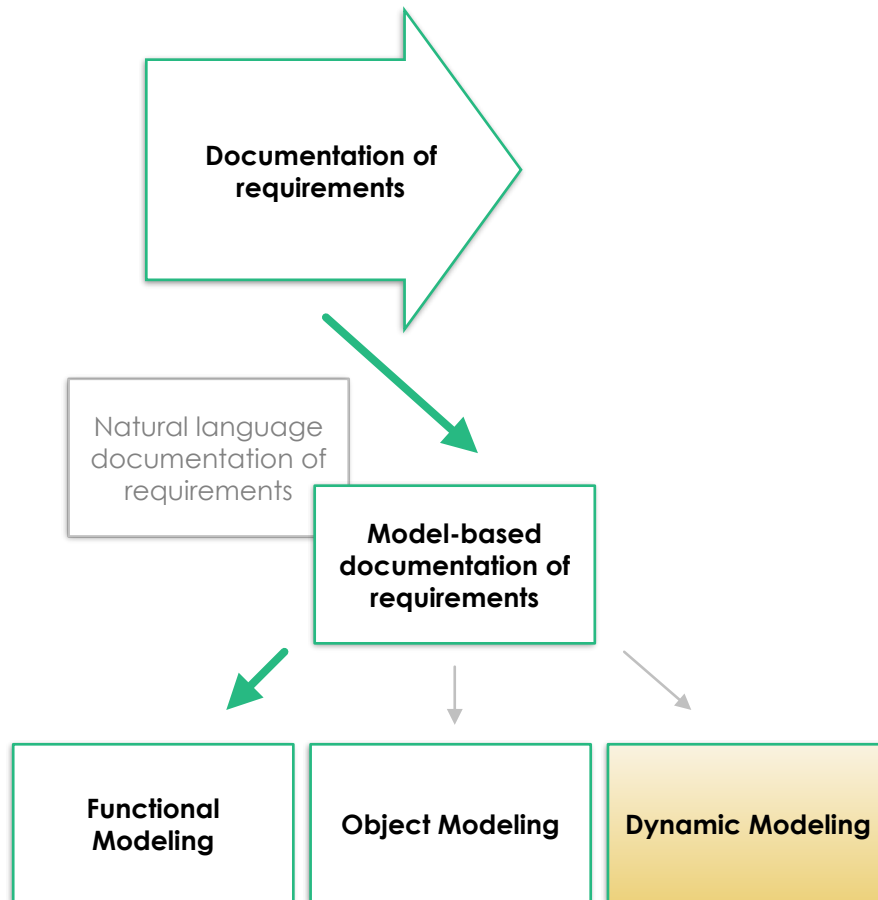 Documentation of
requirements
Natural language
documentation of
requirements
Model-based
documentation of
requirements
Functional
Modeling
Object Modeling
Dynamic Modeling